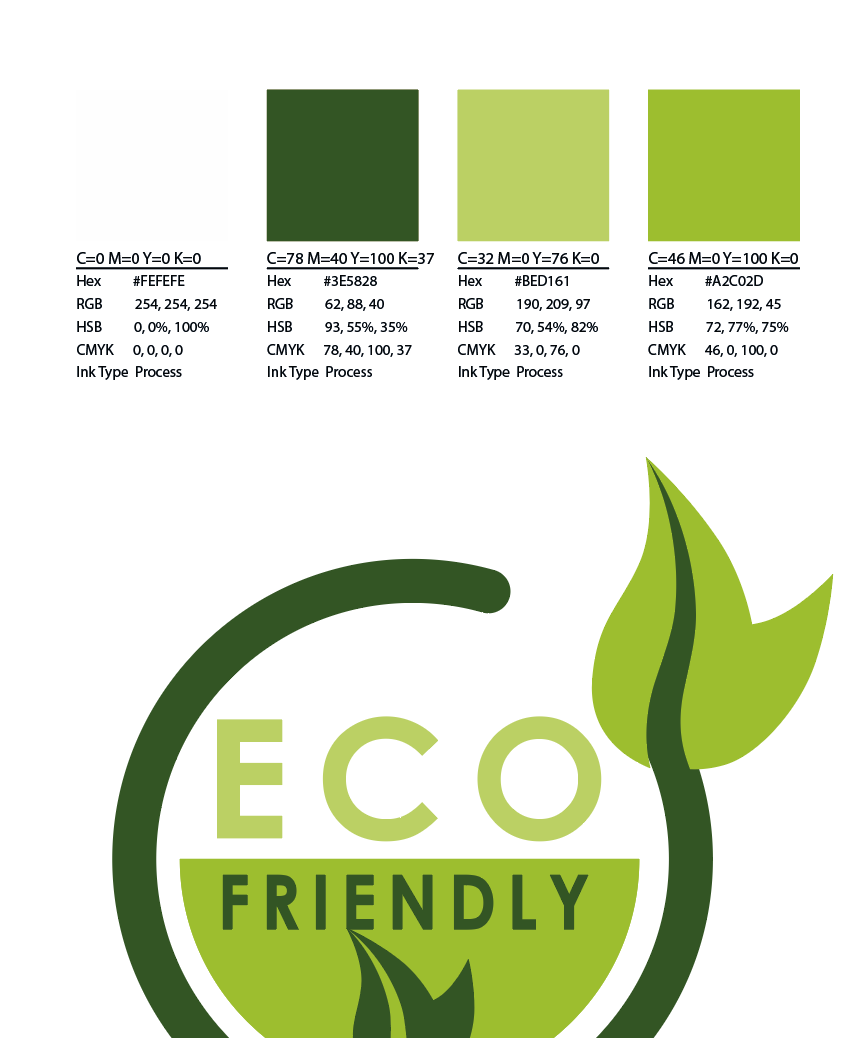 C=0 M=0 Y=0 K=0
Hex #FEFEFE
RGB 254, 254, 254
HSB 0, 0%, 100%
CMYK 0, 0, 0, 0
Ink Type Process
C=78 M=40 Y=100 K=37
Hex #3E5828
RGB 62, 88, 40
HSB 93, 55%, 35%
CMYK 78, 40, 100, 37
Ink Type Process
C=32 M=0 Y=76 K=0
Hex #BED161
RGB 190, 209, 97
HSB 70, 54%, 82%
CMYK 33, 0, 76, 0
Ink Type Process
C=46 M=0 Y=100 K=0
Hex #A2C02D
RGB 162, 192, 45
HSB 72, 77%, 75%
CMYK 46, 0, 100, 0
Ink Type Process
ECO
FRIENDLY